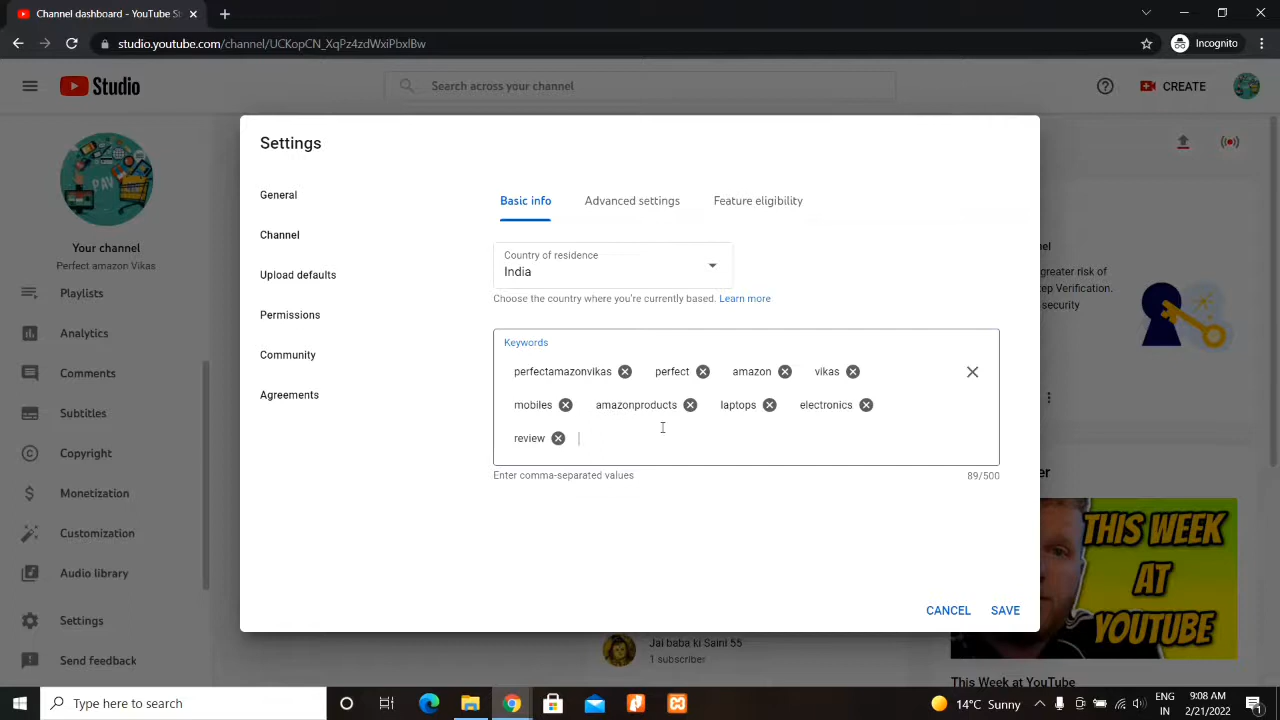 Channel dashboard - YouTube S
studio.youtube.com/channel/UCKopCN_XqPz4zdWxiPbxlBw
Incognito
Studio
Search across your channel
CREATE
PAV
Your channel
Perfect amazon Vikas
Playlists
Analytics
Comments
Subtitles
Copyright
Monetization
Customization
Audio library
Settings
Send feedback
Settings
General
Channel
Upload defaults
Permissions
Community
Agreements
Basic info
Advanced settings
Feature eligibility
Country of residence
India
Choose the country where you're currently based. Learn more
Keywords
perfectamazonvikas
perfect
amazon
vikas
mobiles
amazonproducts
laptops
electronics
review
Enter comma-separated values
89/500
CANCEL
SAVE
greater risk of
Verification.
security
Jai baba ki Saini 55
1 subscriber
THIS WEEK
AT
YOUTUBE
This Week at YouTube
Type here to search
14°C Sunny
ENG
IN
9:08 AM
2/21/2022
1